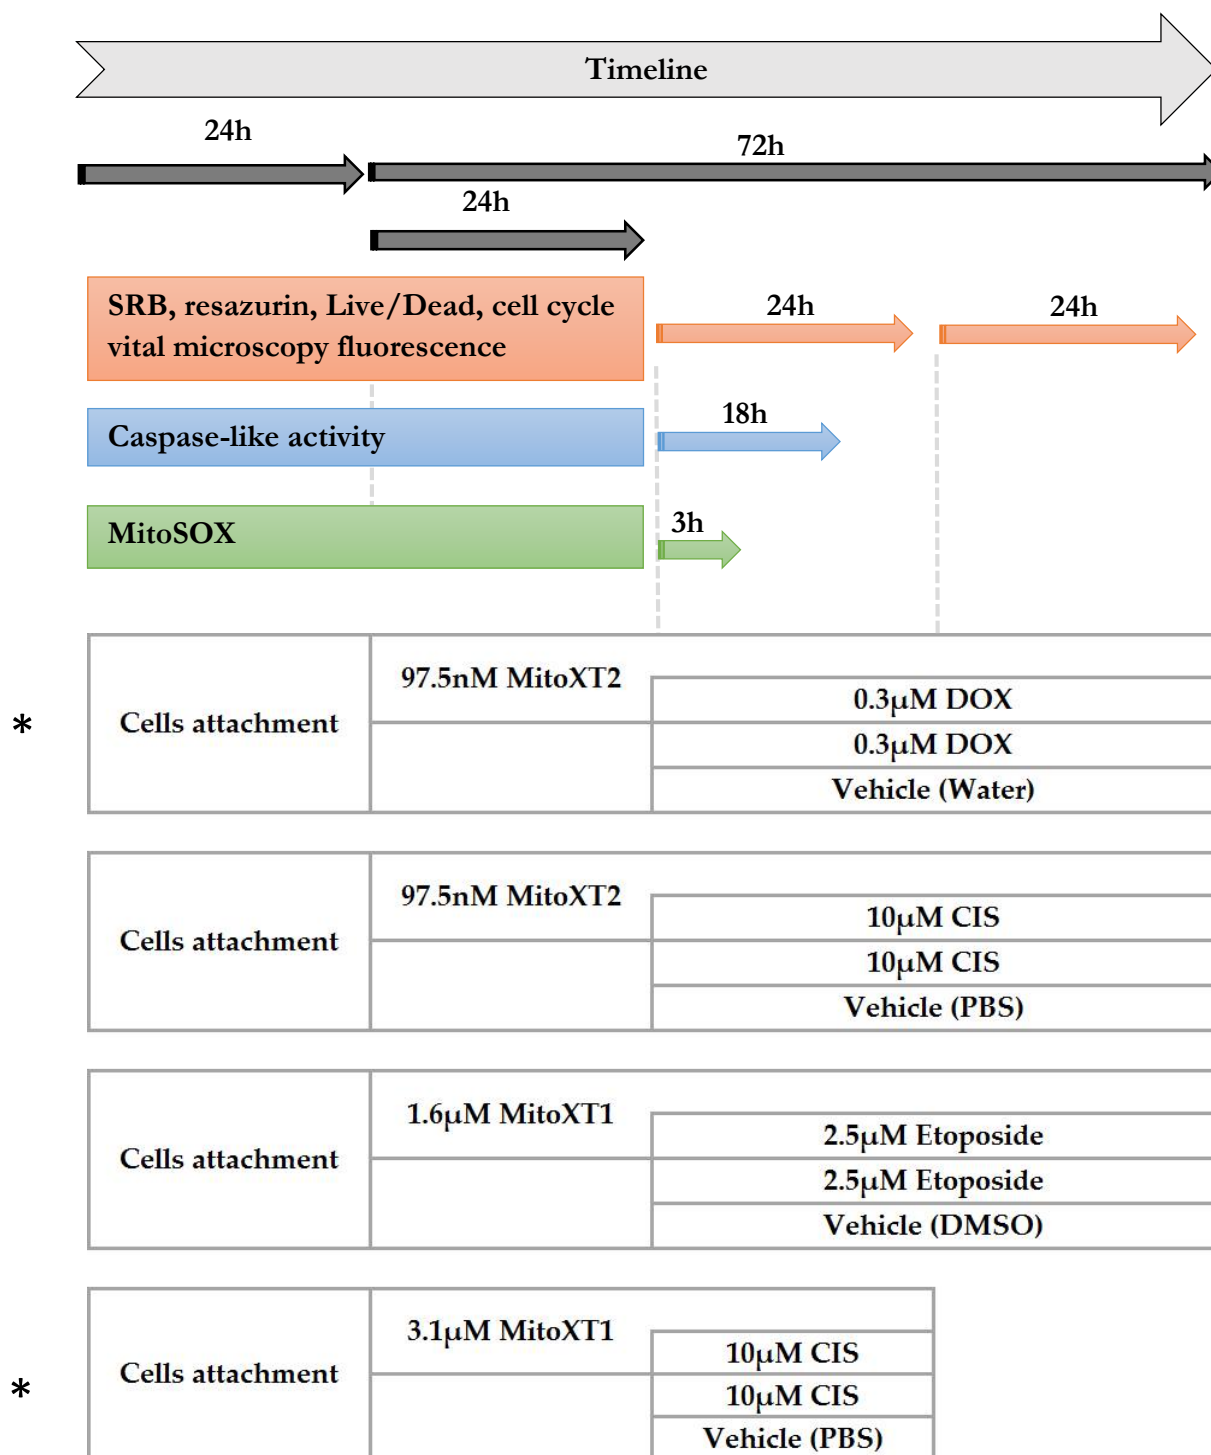 Timeline
24h
72h
24h
SRB, resazurin, Live/Dead, cell cycle
vital microscopy fluorescence
24h
24h
Caspase-like activity
18h
MitoSOX
3h
*
Cells attachment
97.5nM MitoXT2
0.3μM DOX
0.3μM DOX
Vehicle (Water)
Cells attachment
97.5nM MitoXT2
10μM CIS
10μM CIS
Vehicle (PBS)
Cells attachment
1.6μM MitoXT1
2.5μM Etoposide
2.5μM Etoposide
Vehicle (DMSO)
*
Cells attachment
3.1μM MitoXT1
10μM CIS
10μM CIS
Vehicle (PBS)